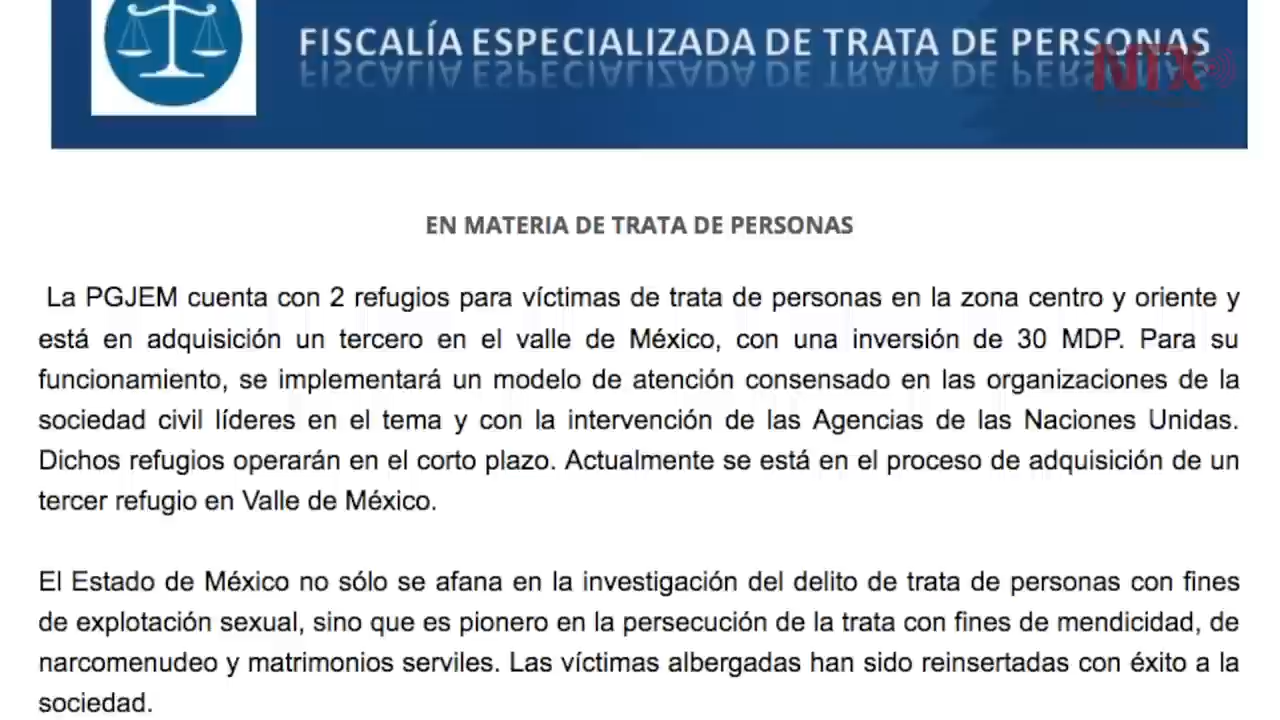 FISCALÍA ESPECIALIZADA DE TRATA DE PERSONAS
NTX
EN MATERIA DE TRATA DE PERSONAS
La PGJEM cuenta con 2 refugios para víctimas de trata de personas en la zona centro y oriente y
está en adquisición un tercero en el valle de México, con una inversión de 30 MDP. Para su
funcionamiento, se implementará un modelo de atención consensado en las organizaciones de la
sociedad civil líderes en el tema y con la intervención de las Agencias de las Naciones Unidas.
Dichos refugios operarán en el corto plazo. Actualmente se está en el proceso de adquisición de un
tercer refugio en Valle de México.
El Estado de México no sólo se afana en la investigación del delito de trata de personas con fines
de explotación sexual, sino que es pionero en la persecución de la trata con fines de mendicidad, de
narcomenudeo y matrimonios serviles. Las víctimas albergadas han sido reinsertadas con éxito a la
sociedad.